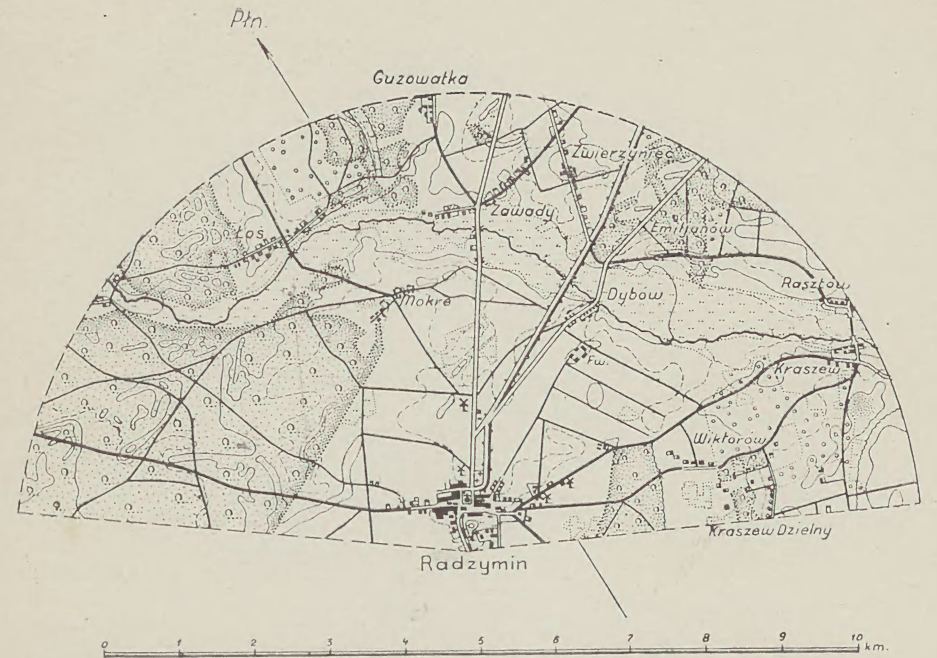 Płn.
Guzowatka
Zwierzyniec
Zawady
Łoś
Emiljanów
Mokre
Dybów
Rasztów
Fw.
Kraszew
Wiktorów
Kraszew Dzielny
Radzymin
0 1 2 3 4 5 6 7 8 9 10 km.